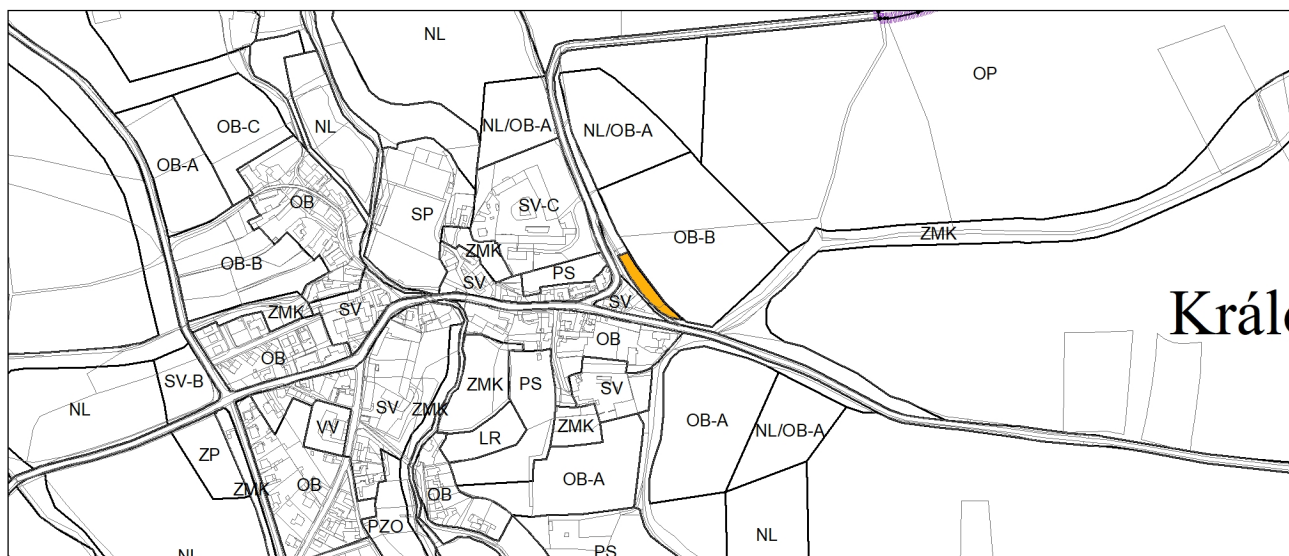 NL
OP
OB-C
NL
NL/OB-A
NL/OB-A
OB-A
OB
SP
SV-C
OB-B
ZMK
ZMK
OB-B
PS
SV
SV
ZMK
SV
Králo
OB
OB
SV-B
NL
ZMK
PS
SV
SV
ZMK
OB-A
VV
ZMK
NL/OB-A
LR
ZP
OB
ZMK
OB-A
OB
PZO
NL
NL
PS